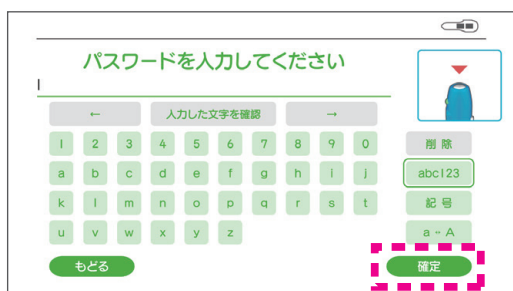 パスワードを入力してください
← 入力した文字を確認 →
1 2 3 4 5 6 7 8 9 0 削除
a b c d e f g h i j abc123
k l m n o p q r s t 記号
u v w x y z a⇔A
もどる 確定